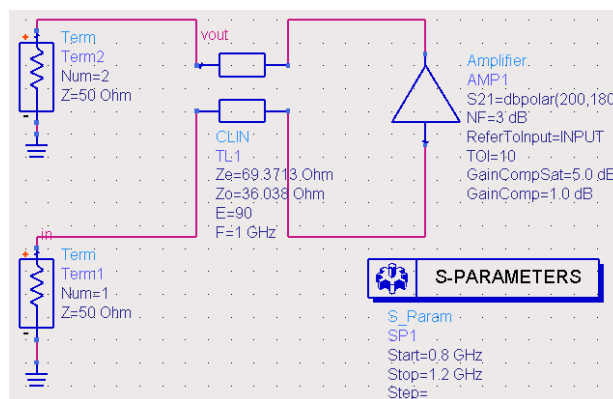 Term
Term2
Num=2
Z=50 Ohm
vout
Amplifier
AMP1
S21=dbpolar(200,180
NF=3 dB
ReferToInput=INPUT
TOI=10
GainCompSat=5.0 dB
GainComp=1.0 dB
CLIN
TL1
Ze=69.3713 Ohm
Zo=36.038 Ohm
E=90
F=1 GHz
in
Term
Term1
Num=1
Z=50 Ohm
S-PARAMETERS
S_Param
SP1
Start=0.8 GHz
Stop=1.2 GHz
Step=